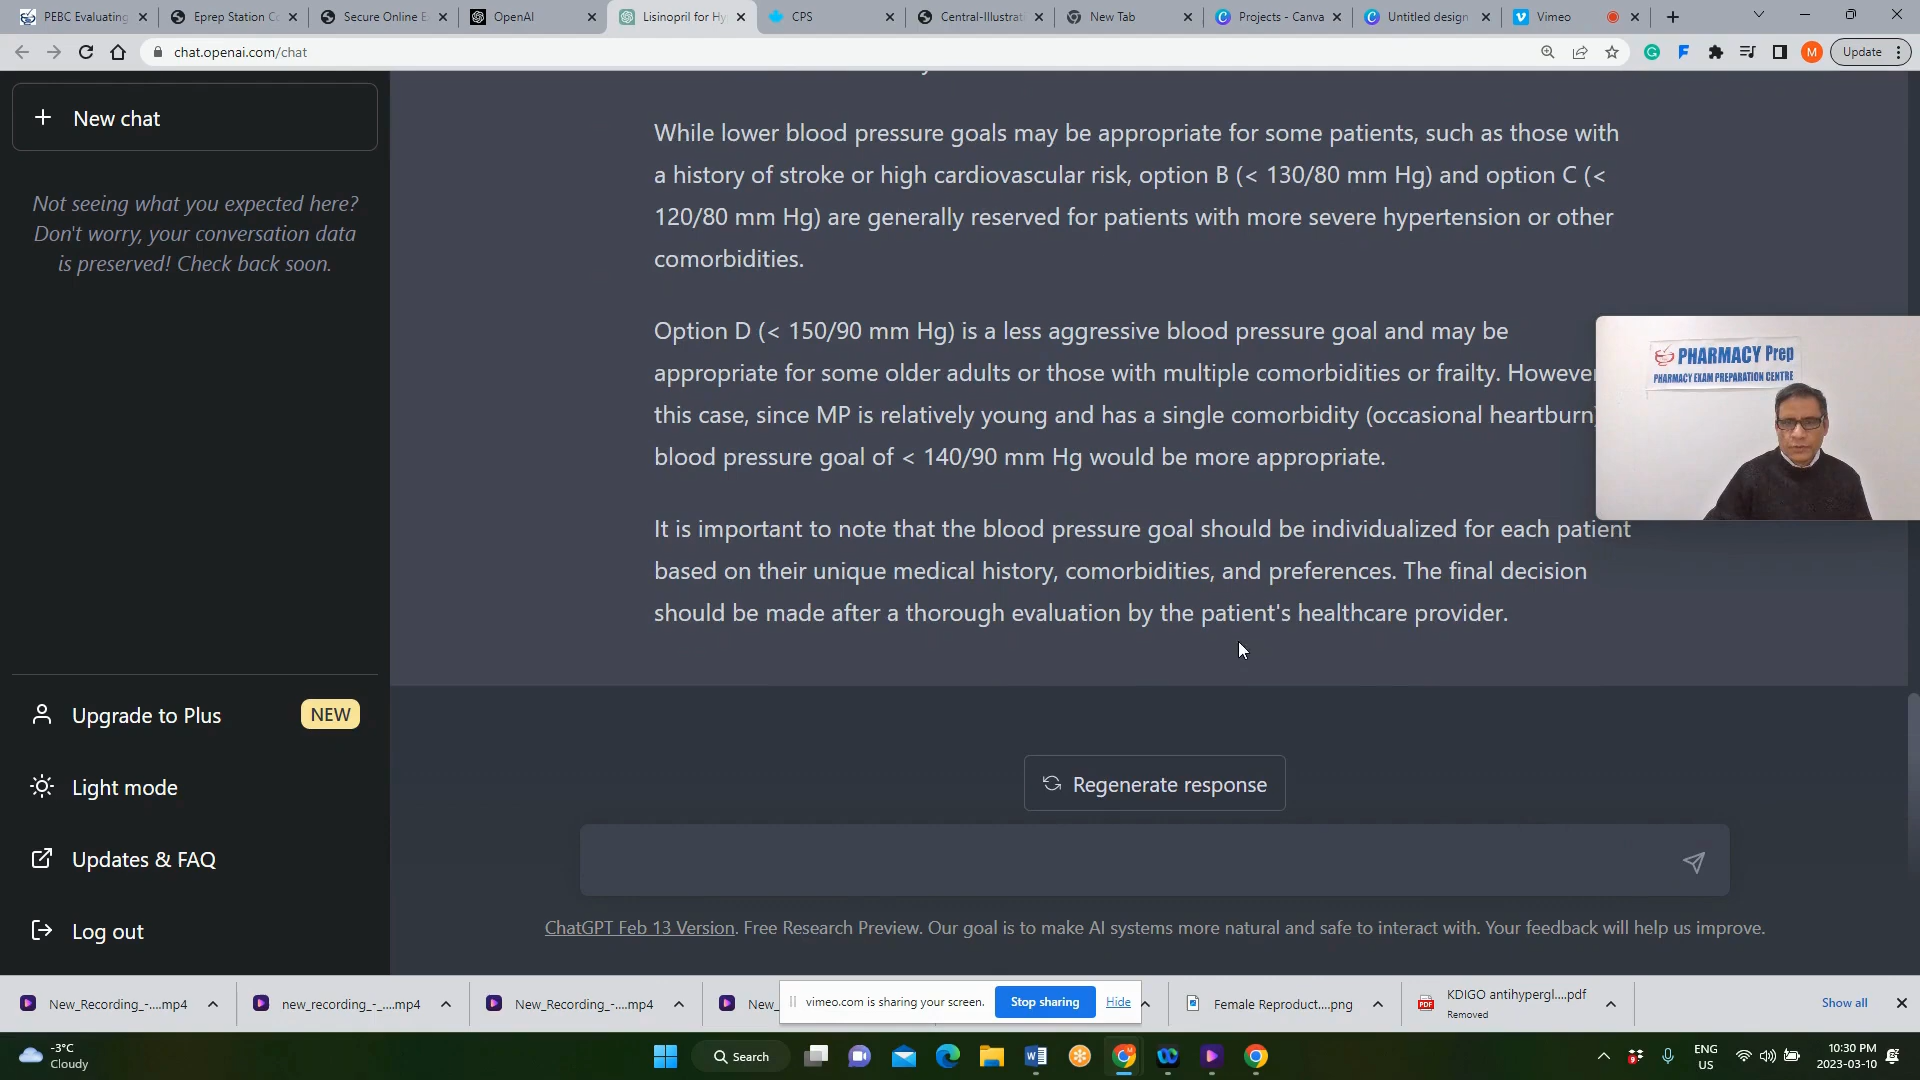 PEBC Evaluating
Eprep Station C
Secure Online E
OpenAI
Lisinopril for Hy
CPS
Central-Illustrat
New Tab
Projects - Canva
Untitled design
Vimeo
chat.openai.com/chat
M
Update
New chat
Not seeing what you expected here?
Don't worry, your conversation data
is preserved! Check back soon.
While lower blood pressure goals may be appropriate for some patients, such as those with
a history of stroke or high cardiovascular risk, option B (< 130/80 mm Hg) and option C (<
120/80 mm Hg) are generally reserved for patients with more severe hypertension or other
comorbidities.
Option D (< 150/90 mm Hg) is a less aggressive blood pressure goal and may be
appropriate for some older adults or those with multiple comorbidities or frailty. However
this case, since MP is relatively young and has a single comorbidity (occasional heartburn)
blood pressure goal of < 140/90 mm Hg would be more appropriate.
It is important to note that the blood pressure goal should be individualized for each patient
based on their unique medical history, comorbidities, and preferences. The final decision
should be made after a thorough evaluation by the patient's healthcare provider.
PHARMACY Prep
PHARMACY EXAM PREPARATION CENTRE
Upgrade to Plus
NEW
Light mode
Updates & FAQ
Log out
Regenerate response
ChatGPT Feb 13 Version. Free Research Preview. Our goal is to make AI systems more natural and safe to interact with. Your feedback will help us improve.
New_Recording_-....mp4
new_recording_-_....mp4
New_Recording_-....mp4
New_
vimeo.com is sharing your screen.
Stop sharing
Hide
Female Reproduct....png
KDIGO antihypergl....pdf
Removed
Show all
-3°C
Cloudy
Search
ENG
US
10:30 PM
2023-03-10